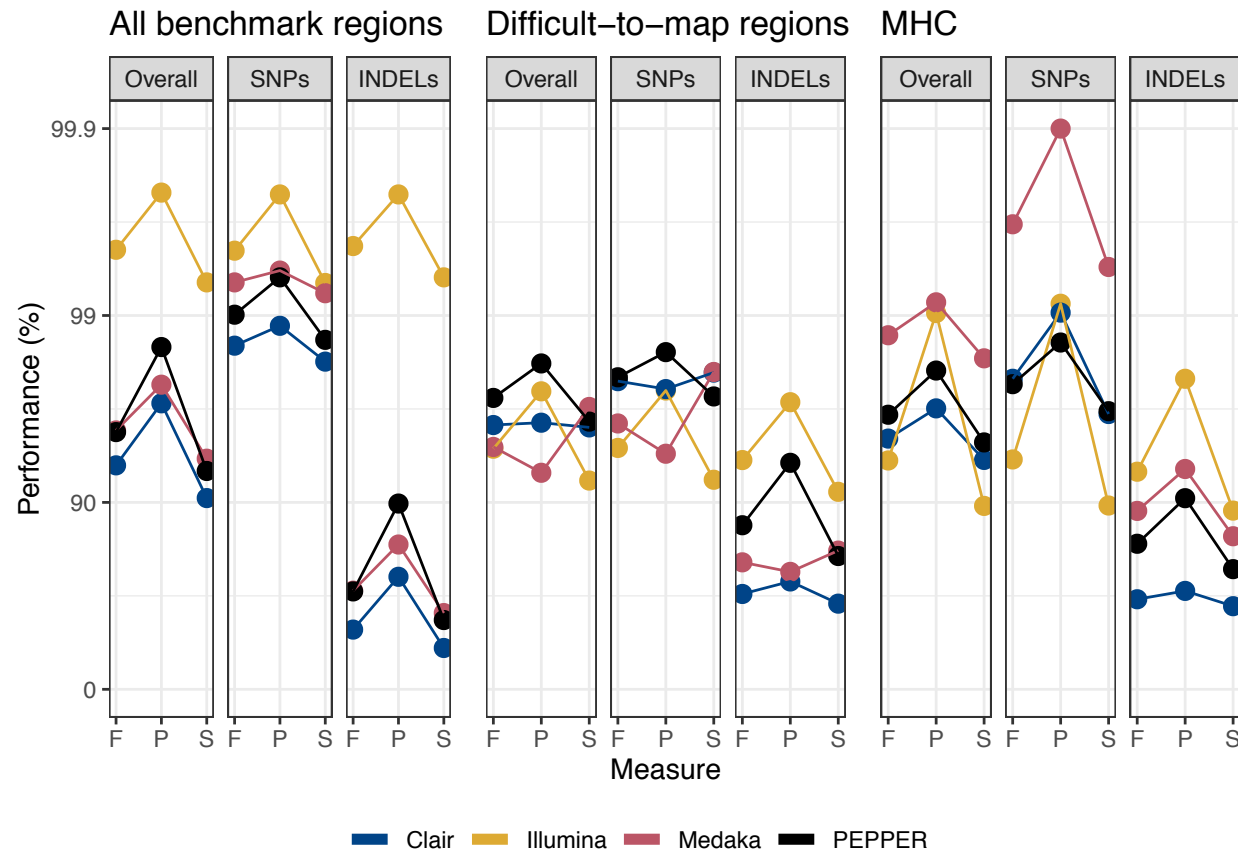 All benchmark regions Difficult−to−map regions MHC
Overall SNPs INDELs Overall SNPs INDELs Overall SNPs INDELs
99.9
99
90
0
Performance (%)
F P S F P S F P S F P S F P S F P S F P S F P S F P S
Measure
Clair Illumina Medaka PEPPER